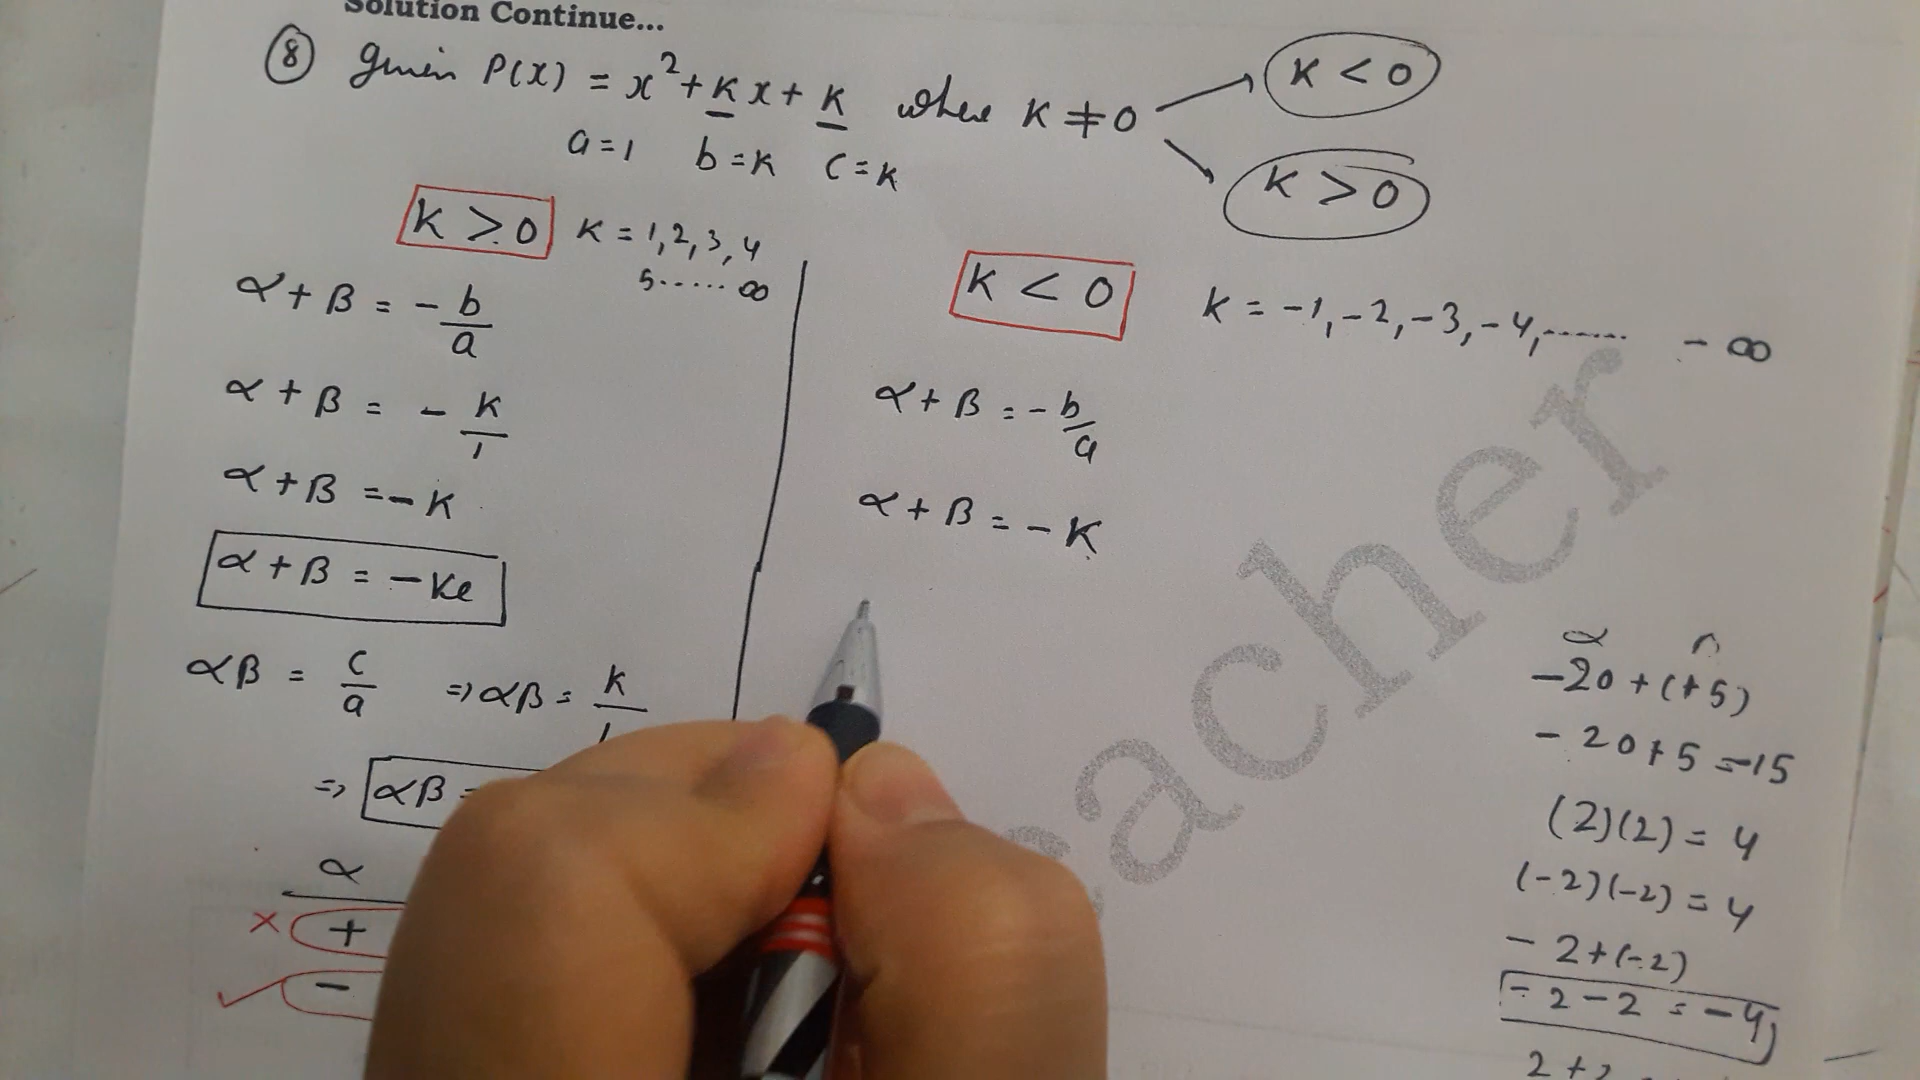 Solution Continue...
⑧ Given P(x) = x² + Kx + K where K ≠ 0
K < 0
K > 0
a = 1 b = K C = K
K > 0 K = 1, 2, 3, 4
5...... ∞
α + β = - b/a
α + β = - K/1
α + β = - K
α + β = - Ke
αβ = c/a ⇒ αβ = K/1
⇒ αβ =
α
× +
✓ -
K < 0 K = -1, -2, -3, -4, ...... - ∞
α + β = - b/a
α + β = - K
acher
α
-20 + (+5)
- 20 + 5 = -15
(2)(2) = 4
(-2)(-2) = 4
- 2 + (-2)
- 2 - 2 = - 4
2 +